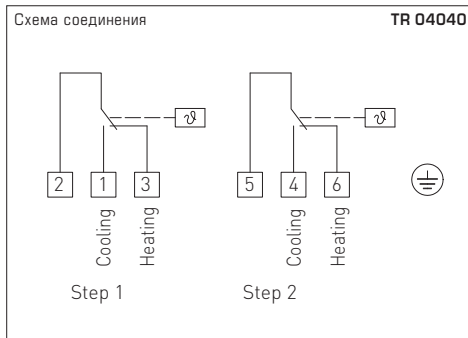 Схема соединения TR 04040
ϑ ϑ
2 1 3 5 4 6
Cooling Heating Cooling Heating
Step 1 Step 2